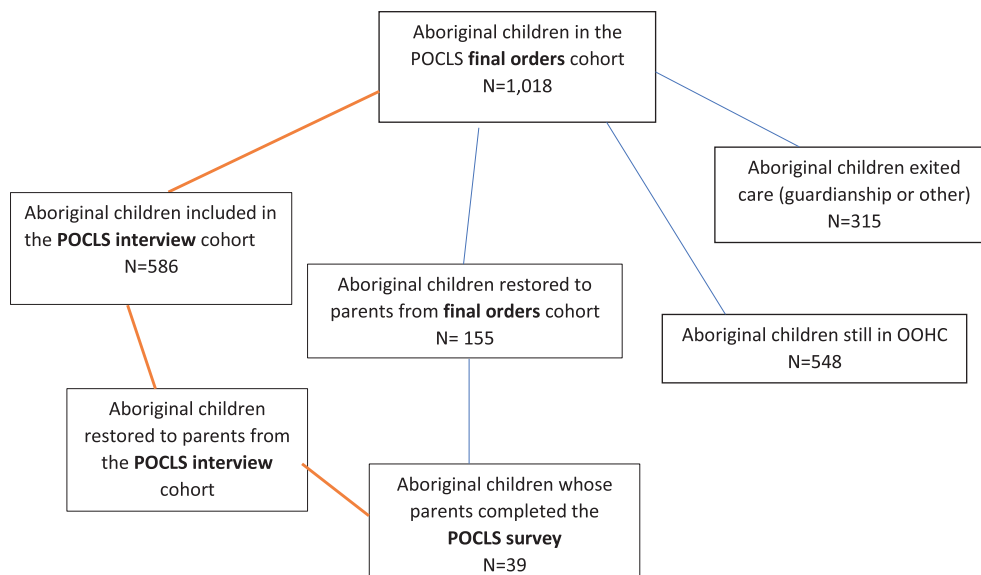 Aboriginal children in the
POCLS final orders cohort
N=1,018
Aboriginal children exited
care (guardianship or other)
N=315
Aboriginal children included in
the POCLS interview cohort
N=586
Aboriginal children restored to
parents from final orders cohort
N= 155
Aboriginal children still in OOHC
N=548
Aboriginal children
restored to parents from
the POCLS interview
cohort
Aboriginal children whose
parents completed the
POCLS survey
N=39